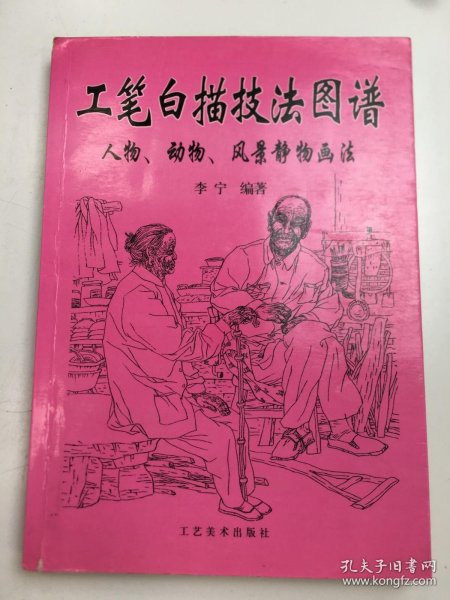 工笔白描技法图谱
人物、动物、风景静物画法
李宁 编著
工艺美术出版社
孔夫子旧书网
www.kongfz.com